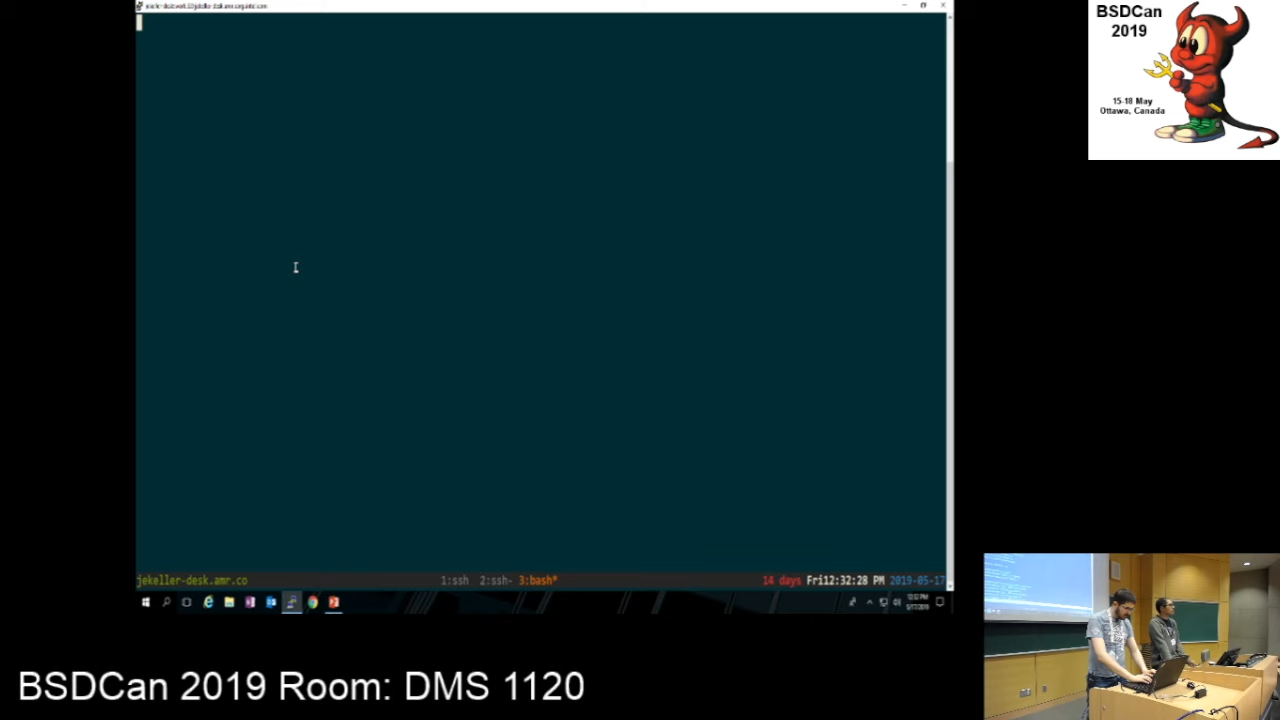 BSDCan
2019
15-18 May
Ottawa, Canada
jekeller-desk.amr.co 1:ssh 2:ssh- 3:bash* 14 days Fri12:32:28 PM 2019-05-17
BSDCan 2019 Room: DMS 1120